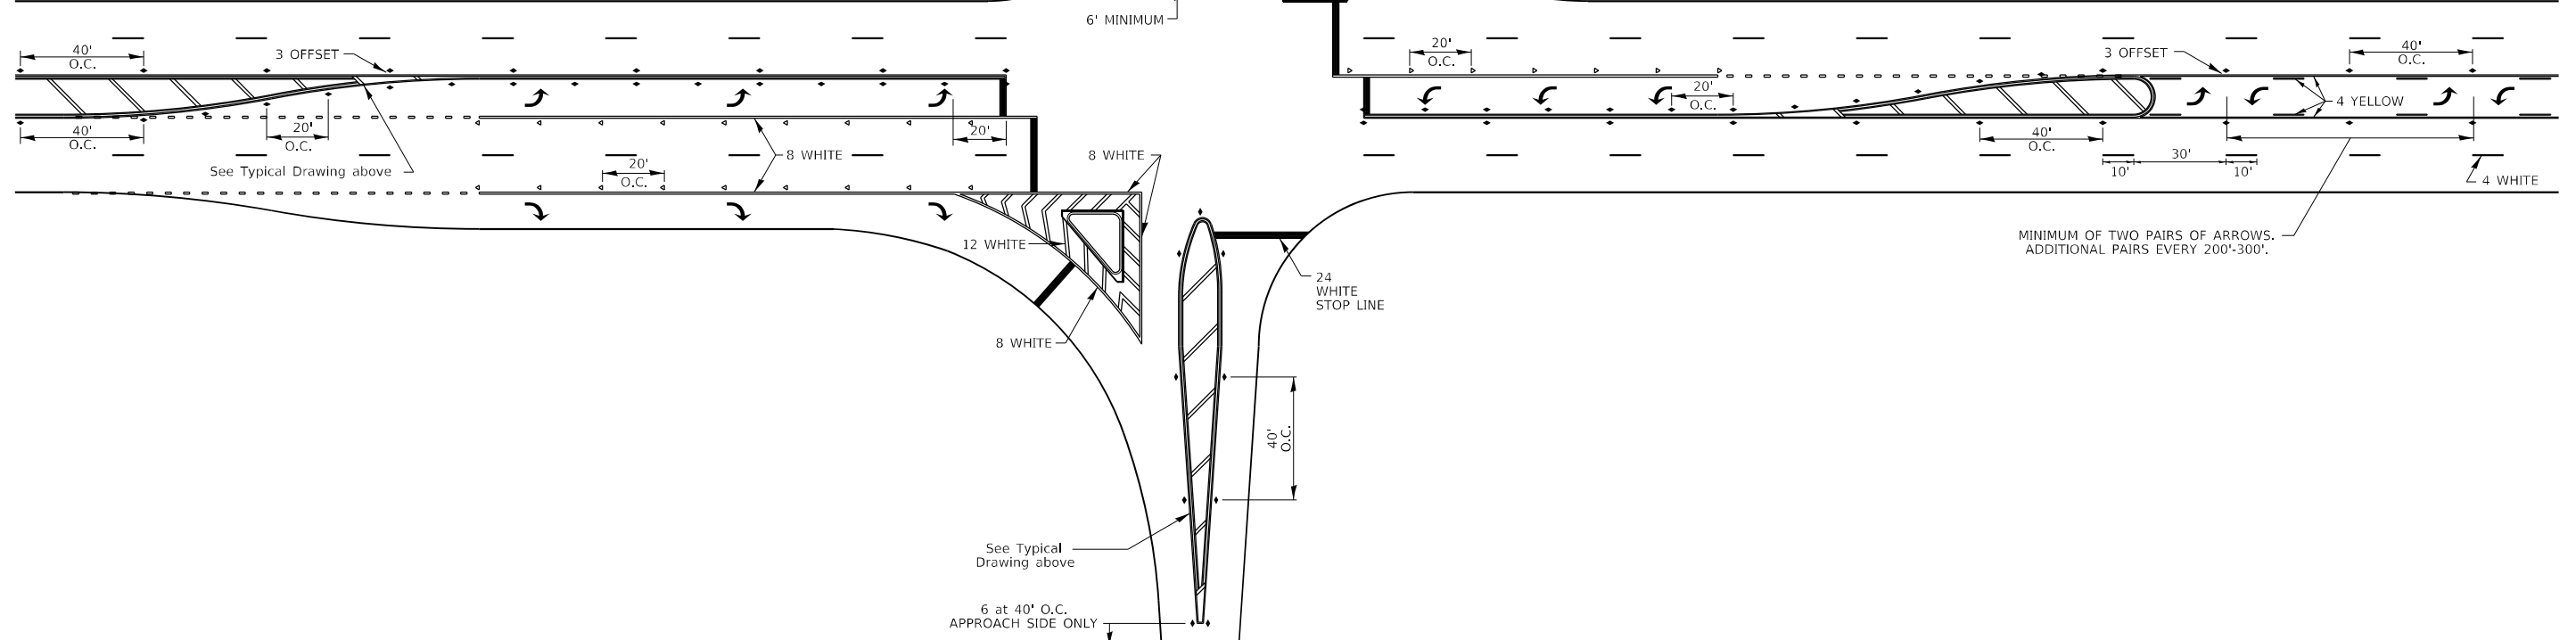 6' MINIMUM
40'
O.C.
3 OFFSET
20'
O.C.
3 OFFSET
40'
O.C.
20'
O.C.
4 YELLOW
40'
O.C.
20'
O.C.
20'
40'
O.C.
See Typical Drawing above
8 WHITE
8 WHITE
20'
O.C.
30'
10'
10'
4 WHITE
12 WHITE
MINIMUM OF TWO PAIRS OF ARROWS.
ADDITIONAL PAIRS EVERY 200'-300'.
24
WHITE
STOP LINE
8 WHITE
40'
O.C.
See Typical
Drawing above
6 at 40' O.C.
APPROACH SIDE ONLY